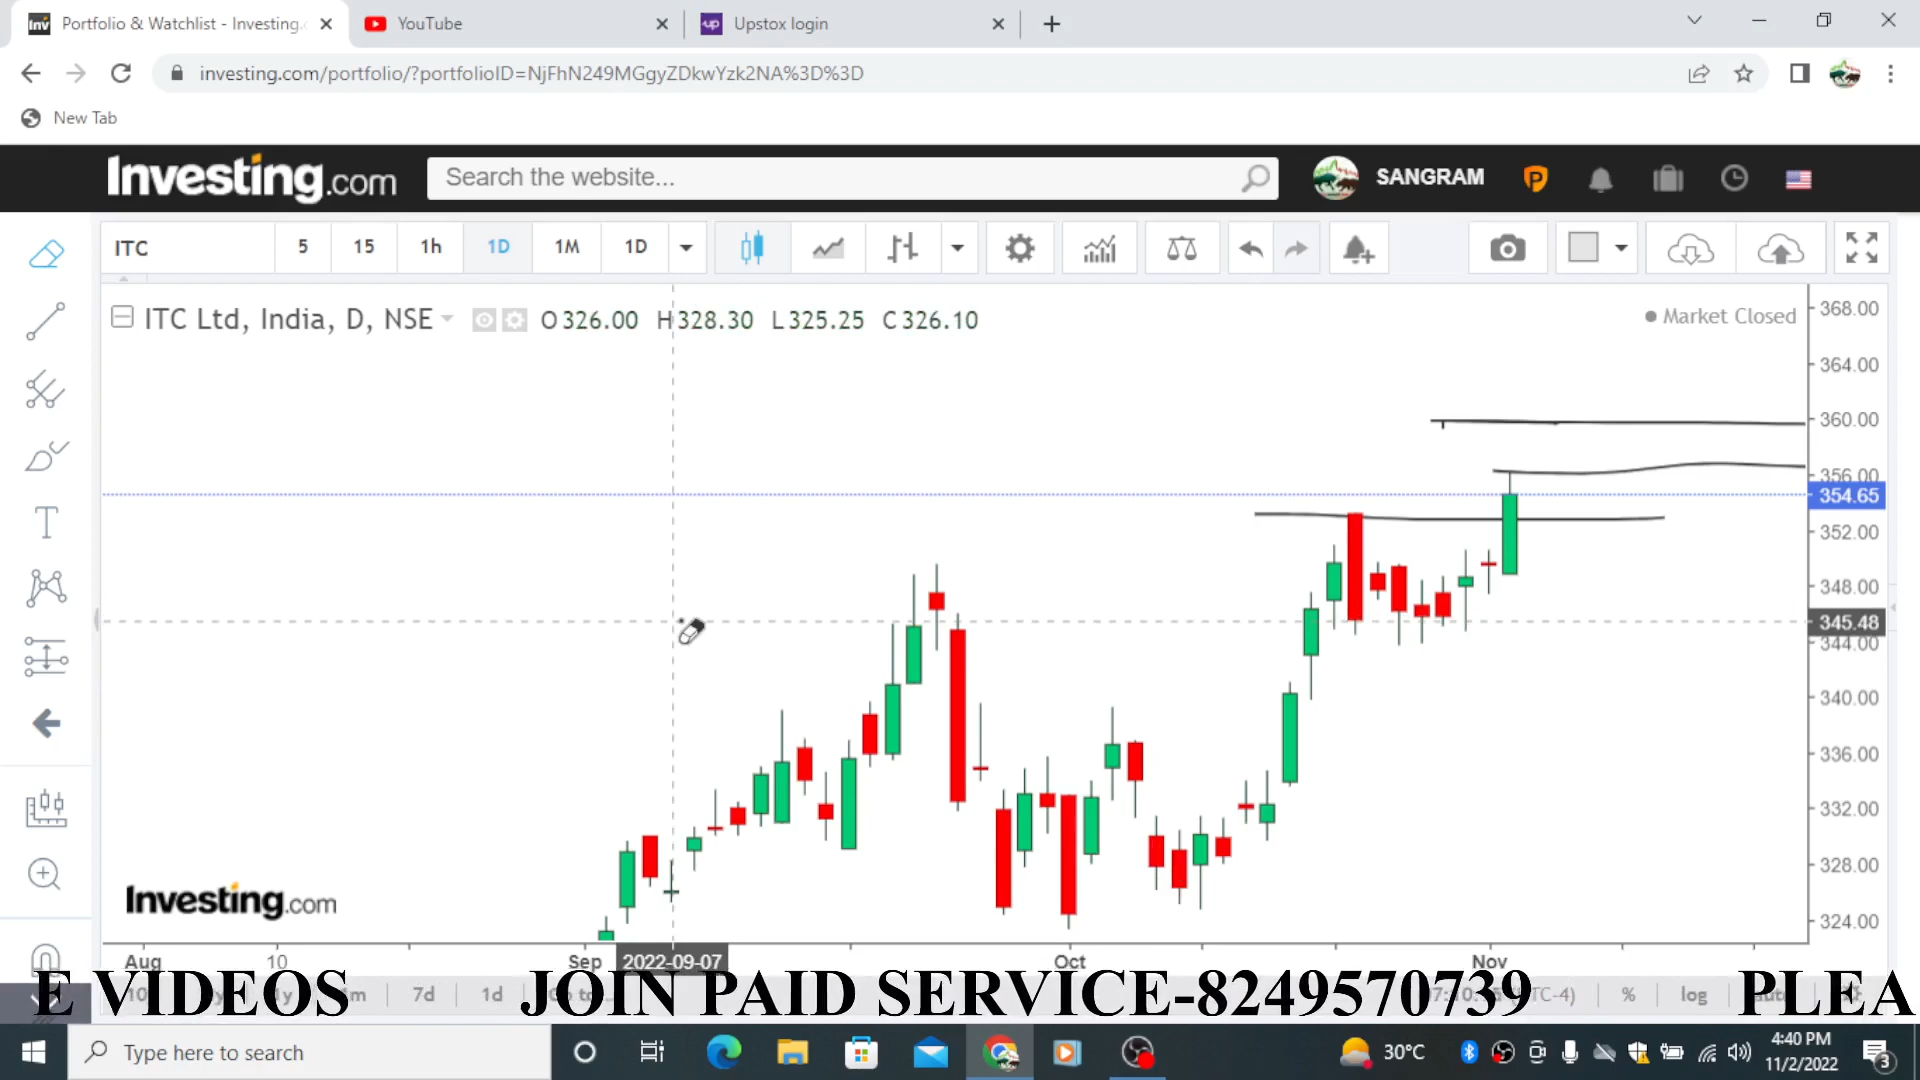 Portfolio & Watchlist - Investing.c
YouTube
Upstox login
investing.com/portfolio/?portfolioID=NjFhN249MGgyZDkwYzk2NA%3D%3D
New Tab
Investing.com
Search the website...
SANGRAM
ITC
5
15
1h
1D
1M
1D
ITC Ltd, India, D, NSE
O 326.00 H 328.30 L 325.25 C 326.10
Market Closed
368.00
364.00
360.00
356.00
354.65
352.00
348.00
345.48
344.00
340.00
336.00
332.00
328.00
324.00
Investing.com
Aug
10
Sep
2022-09-07
Oct
Nov
7d
1d
%
log
E VIDEOS
JOIN PAID SERVICE-8249570739
PLEA
Type here to search
30°C
4:40 PM
11/2/2022
3